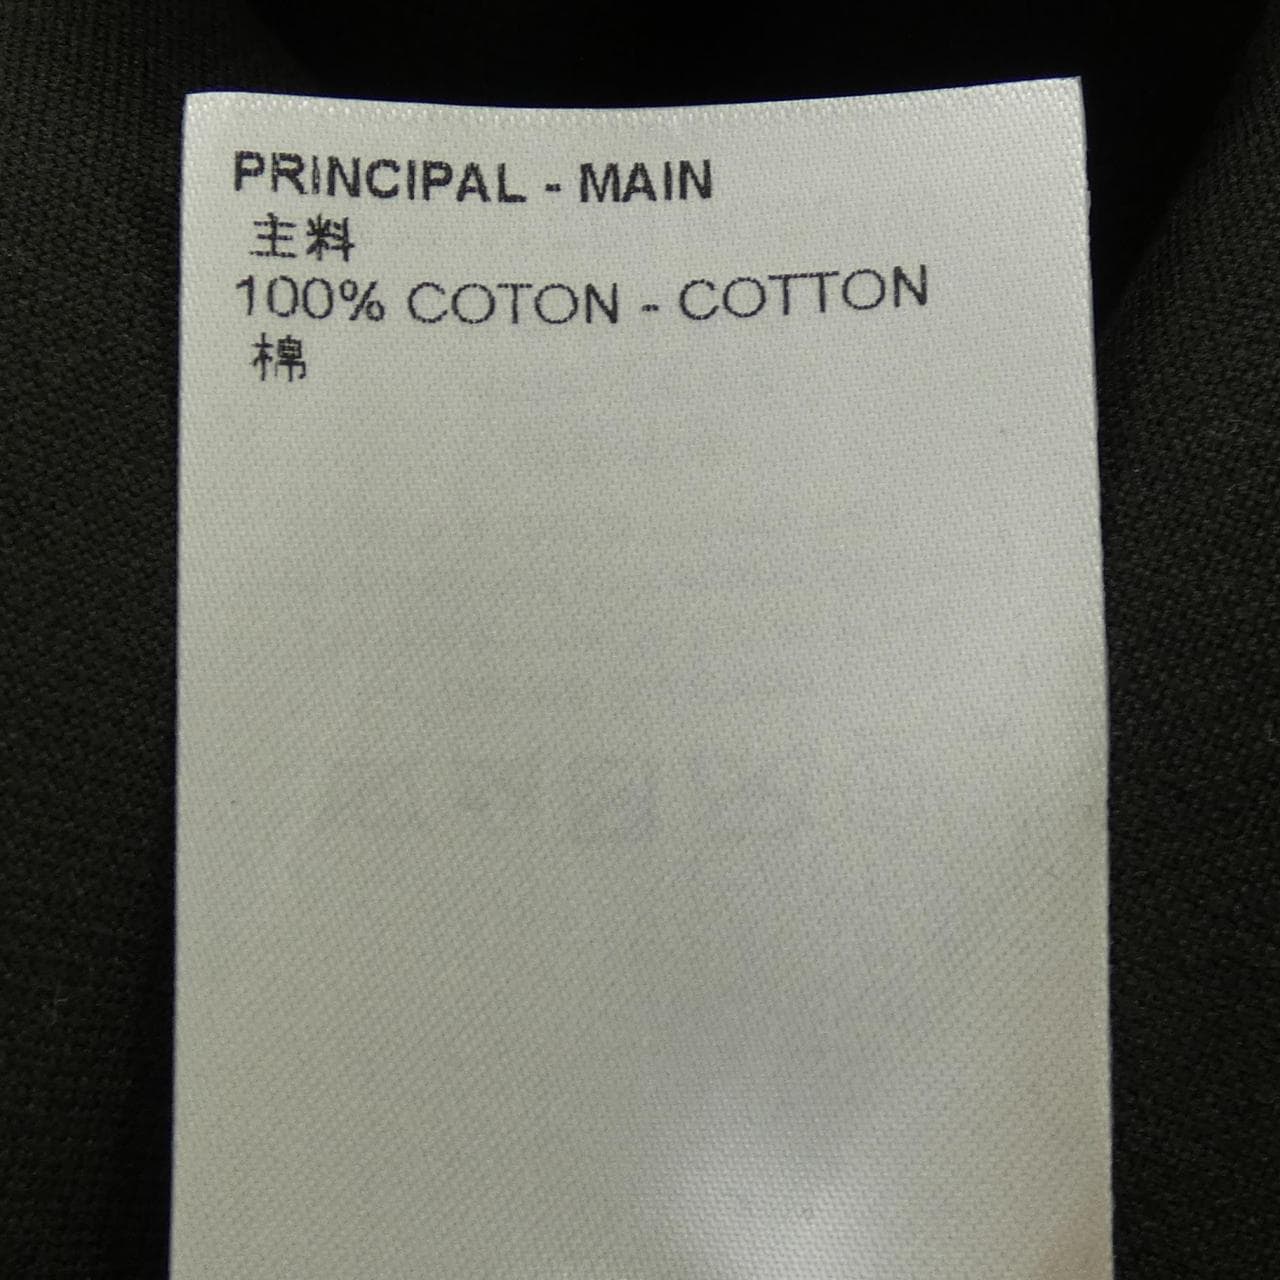 PRINCIPAL - MAIN
主料
100% COTON - COTTON
棉